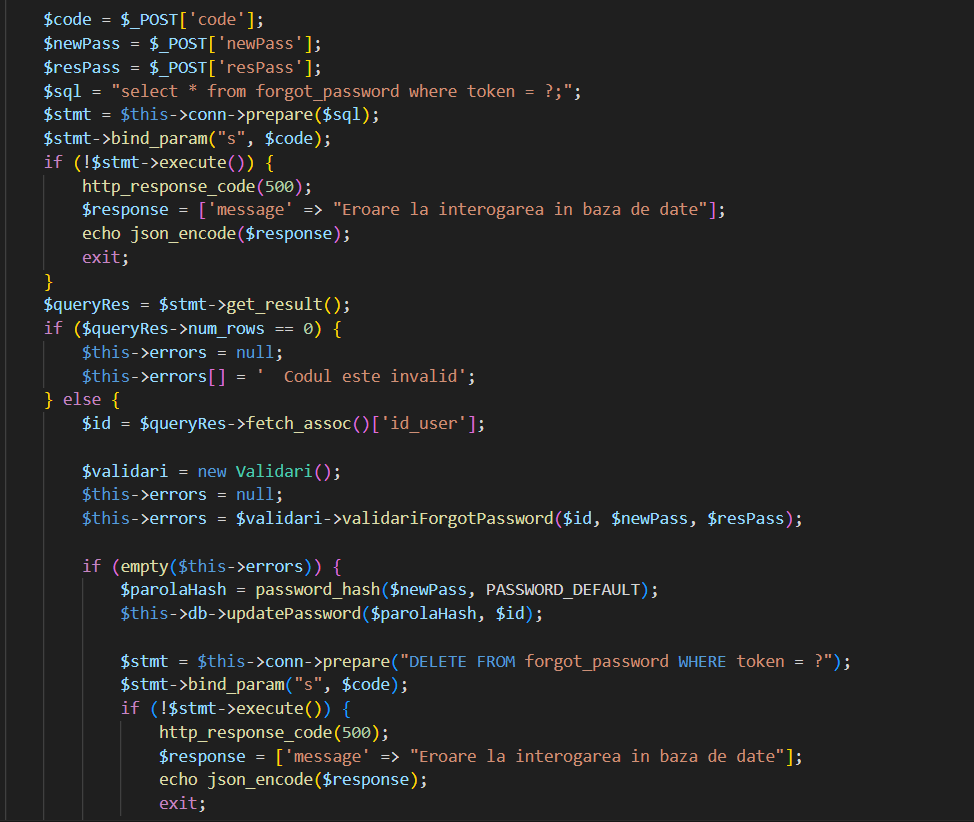 $code = $_POST['code'];
$newPass = $_POST['newPass'];
$resPass = $_POST['resPass'];
$sql = "select * from forgot_password where token = ?;";
$stmt = $this->conn->prepare($sql);
$stmt->bind_param("s", $code);
if (!$stmt->execute()) {
    http_response_code(500);
    $response = ['message' => "Eroare la interogarea in baza de date"];
    echo json_encode($response);
    exit;
}
$queryRes = $stmt->get_result();
if ($queryRes->num_rows == 0) {
    $this->errors = null;
    $this->errors[] = '  Codul este invalid';
} else {
    $id = $queryRes->fetch_assoc()['id_user'];

    $validari = new Validari();
    $this->errors = null;
    $this->errors = $validari->validariForgotPassword($id, $newPass, $resPass);

    if (empty($this->errors)) {
        $parolaHash = password_hash($newPass, PASSWORD_DEFAULT);
        $this->db->updatePassword($parolaHash, $id);

        $stmt = $this->conn->prepare("DELETE FROM forgot_password WHERE token = ?");
        $stmt->bind_param("s", $code);
        if (!$stmt->execute()) {
            http_response_code(500);
            $response = ['message' => "Eroare la interogarea in baza de date"];
            echo json_encode($response);
            exit;